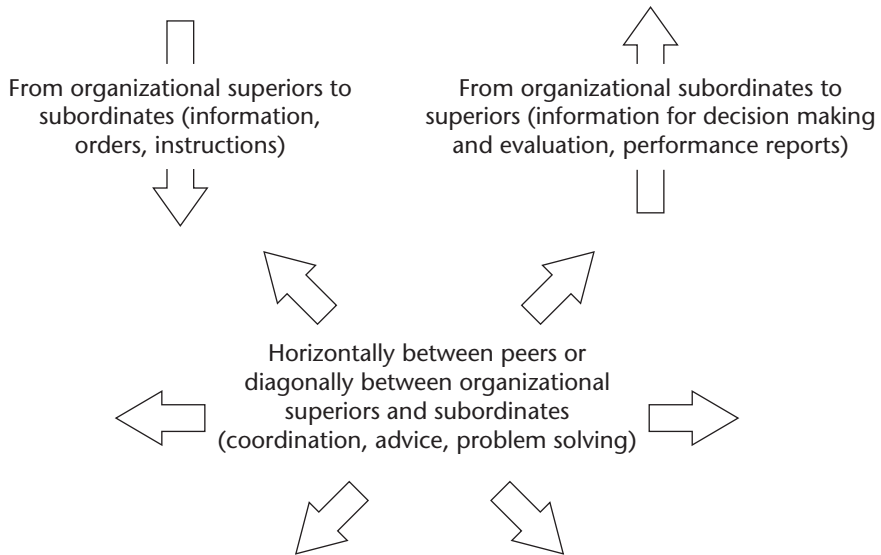 From organizational superiors to
subordinates (information,
orders, instructions)
From organizational subordinates to
superiors (information for decision making
and evaluation, performance reports)
Horizontally between peers or
diagonally between organizational
superiors and subordinates
(coordination, advice, problem solving)